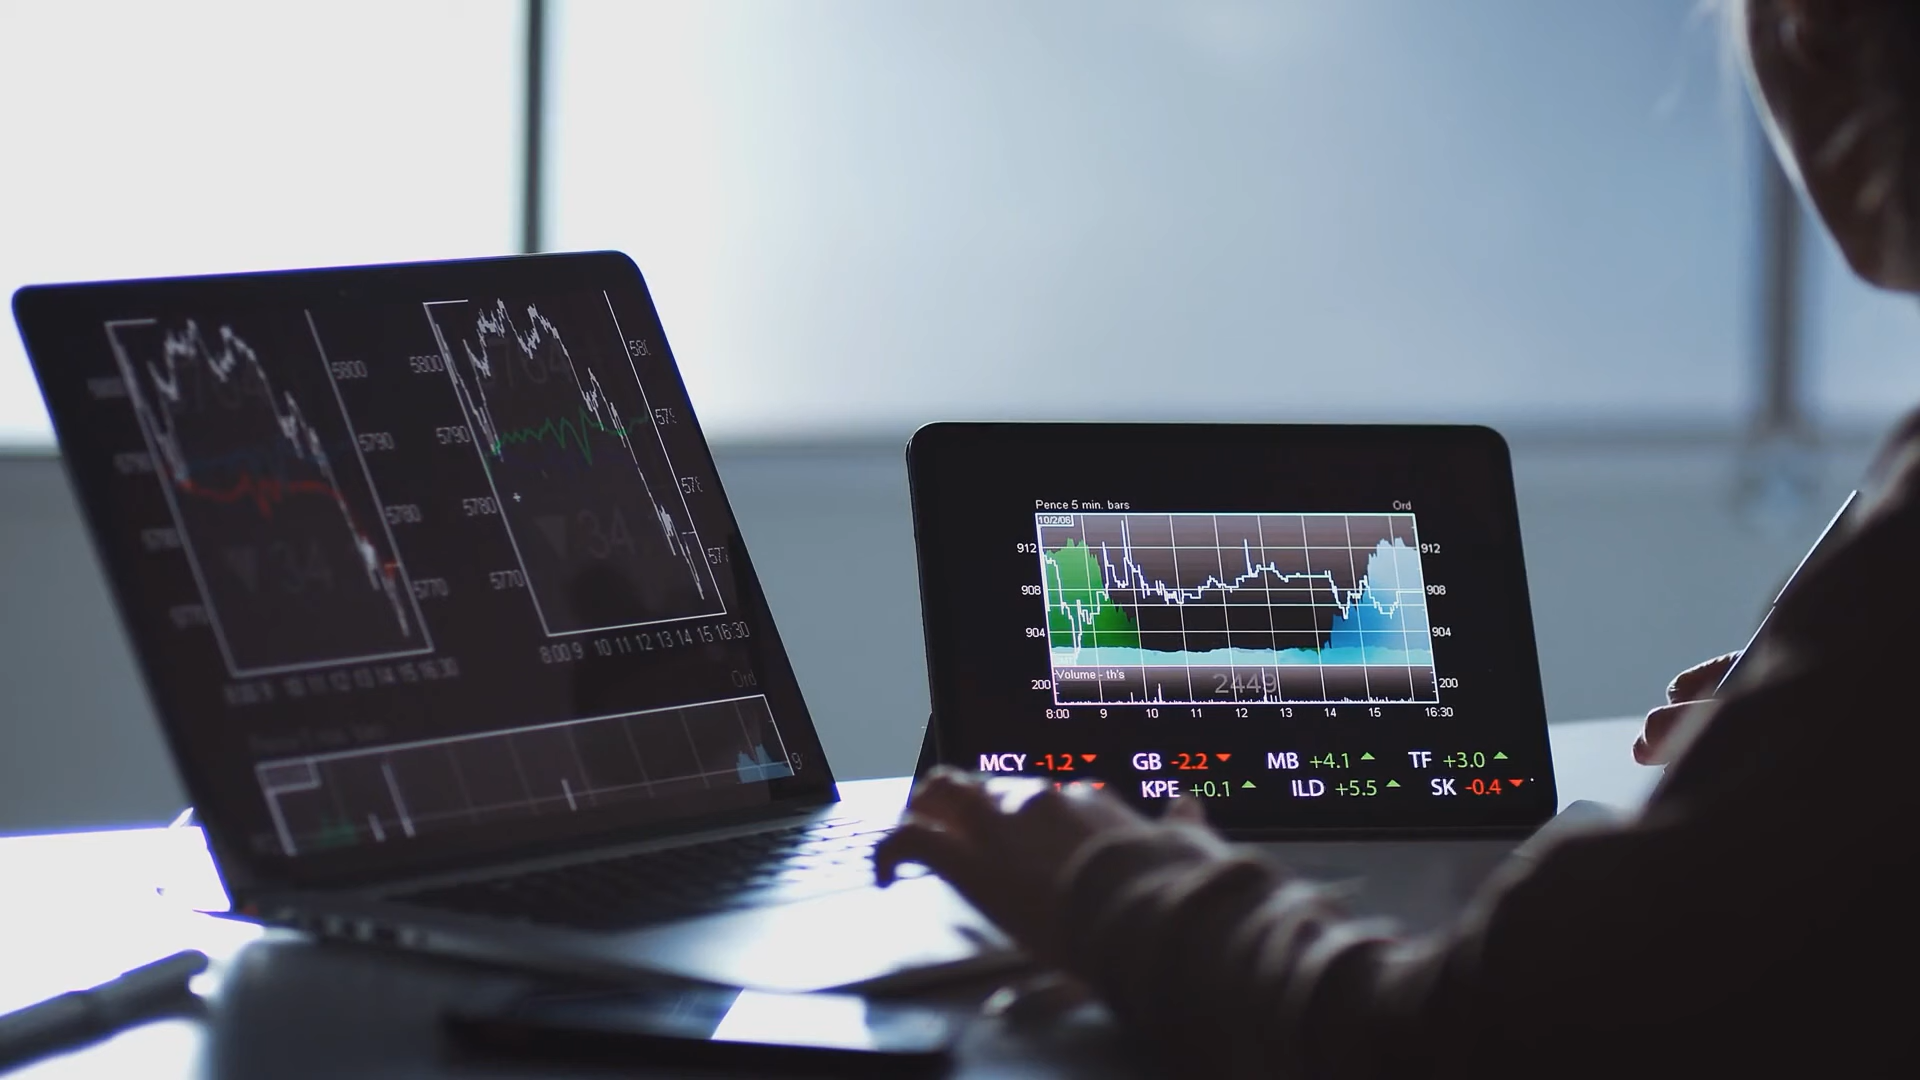 5800
5790
5780
5770
5800
5790
5780
5770
34
8:00 9 10 11 12 13 14 15 16:30
Ord
Pence 5 min. bars Ord
10/2/06
912 912
908 908
904 904
Volume - th's
200 2449 200
8:00 9 10 11 12 13 14 15 16:30
MCY -1.2 GB -2.2 MB +4.1 TF +3.0
KPE +0.1 ILD +5.5 SK -0.4